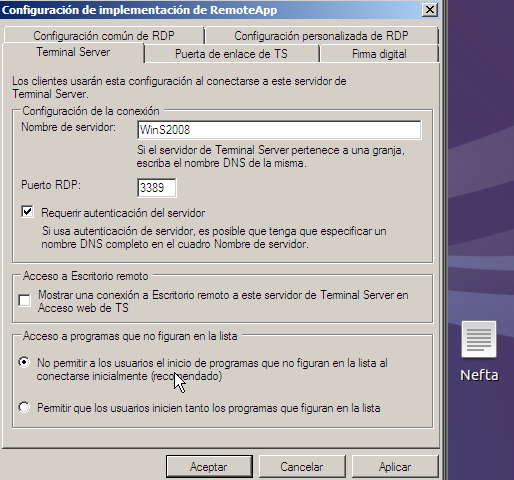 Configuración de implementación de RemoteApp
Configuración común de RDP
Configuración personalizada de RDP
Terminal Server
Puerta de enlace de TS
Firma digital
Los clientes usarán esta configuración al conectarse a este servidor de
Terminal Server.
Configuración de la conexión
Nombre de servidor:
WinS2008
Si el servidor de Terminal Server pertenece a una granja,
escriba el nombre DNS de la misma.
Puerto RDP:
3389
Requerir autenticación del servidor
Si usa autenticación de servidor, es posible que tenga que especificar un
nombre DNS completo en el cuadro Nombre de servidor.
Acceso a Escritorio remoto
Mostrar una conexión a Escritorio remoto a este servidor de Terminal Server en
Acceso web de TS
Acceso a programas que no figuran en la lista
No permitir a los usuarios el inicio de programas que no figuran en la lista al
conectarse inicialmente (recomendado)
Permitir que los usuarios inicien tanto los programas que figuran en la lista
Nefta
Aceptar
Cancelar
Aplicar